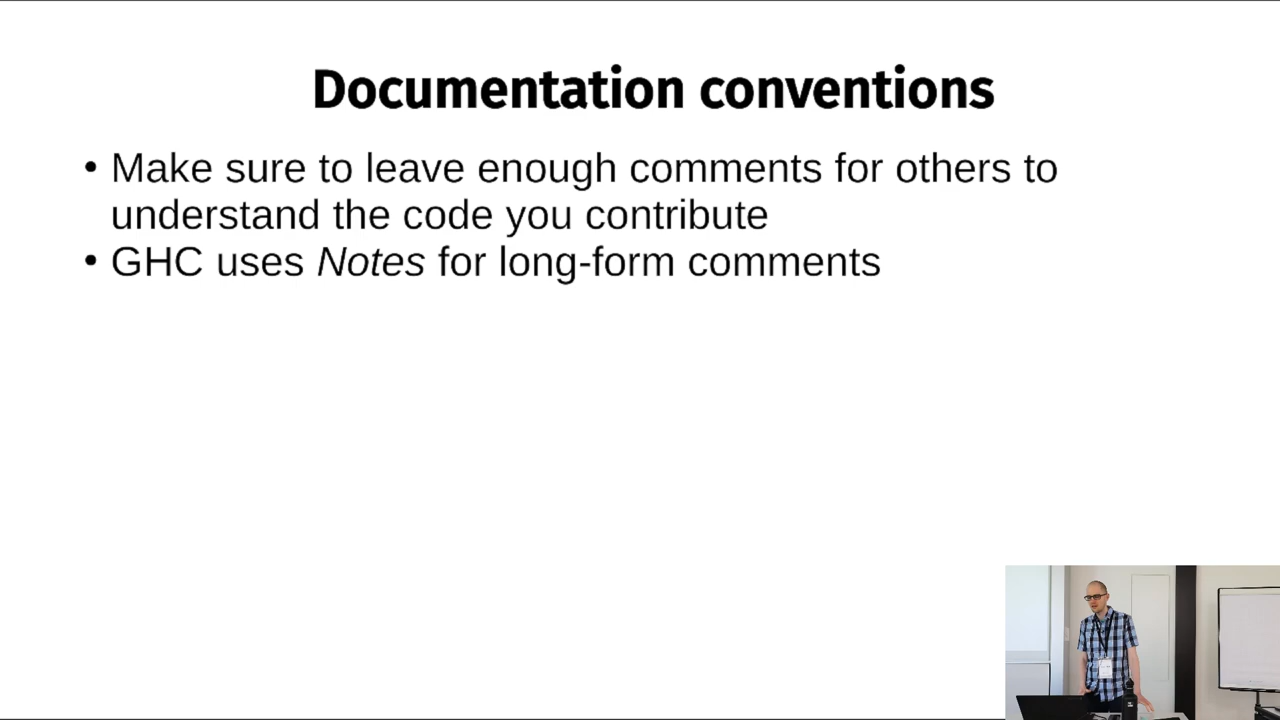 Documentation conventions
• Make sure to leave enough comments for others to
understand the code you contribute
• GHC uses Notes for long-form comments